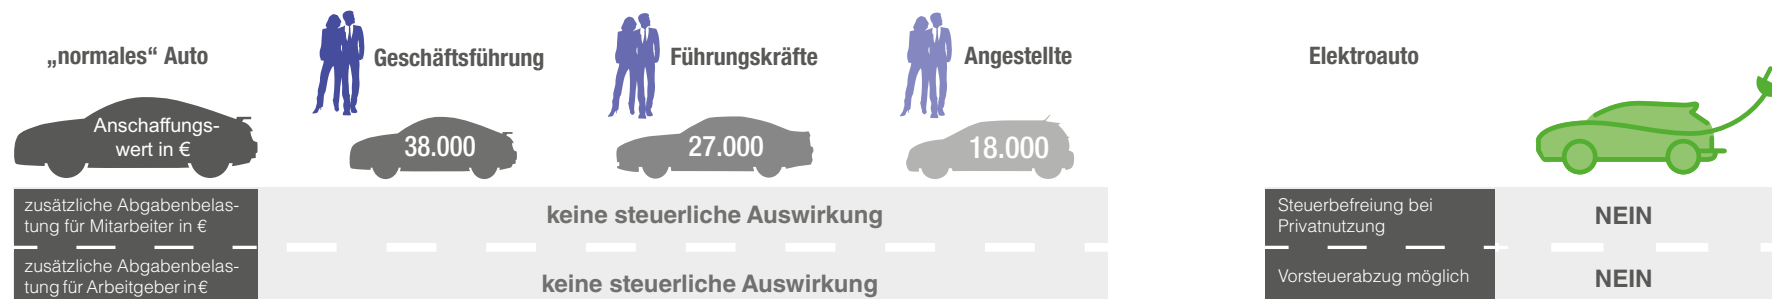 „normales“ Auto
Geschäftsführung
Führungskräfte
Angestellte
Anschaffungs-
wert in €
38.000
27.000
18.000
zusätzliche Abgabenbelas-
tung für Mitarbeiter in €
keine steuerliche Auswirkung
zusätzliche Abgabenbelas-
tung für Arbeitgeber in€
keine steuerliche Auswirkung
Elektroauto
Steuerbefreiung bei
Privatnutzung
NEIN
Vorsteuerabzug möglich
NEIN